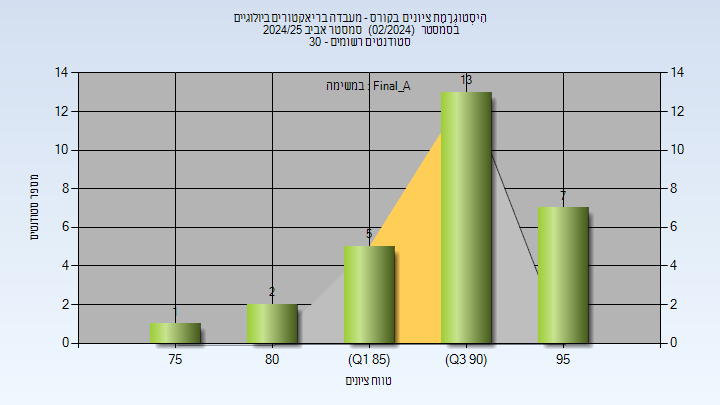 היסטוגרמת ציונים בקורס - מעבדה בריאקטורים ביולוגיים
בסמסטר (02/2024) סמסטר אביב 2024/25
סטודנטים רשומים - 30
במשימה : Final_A
מספר סטודנטים
14 12 10 8 6 4 2 0
1 2 5 13 7
14 12 10 8 6 4 2 0
75 80 (Q1 85) (Q3 90) 95
טווח ציונים